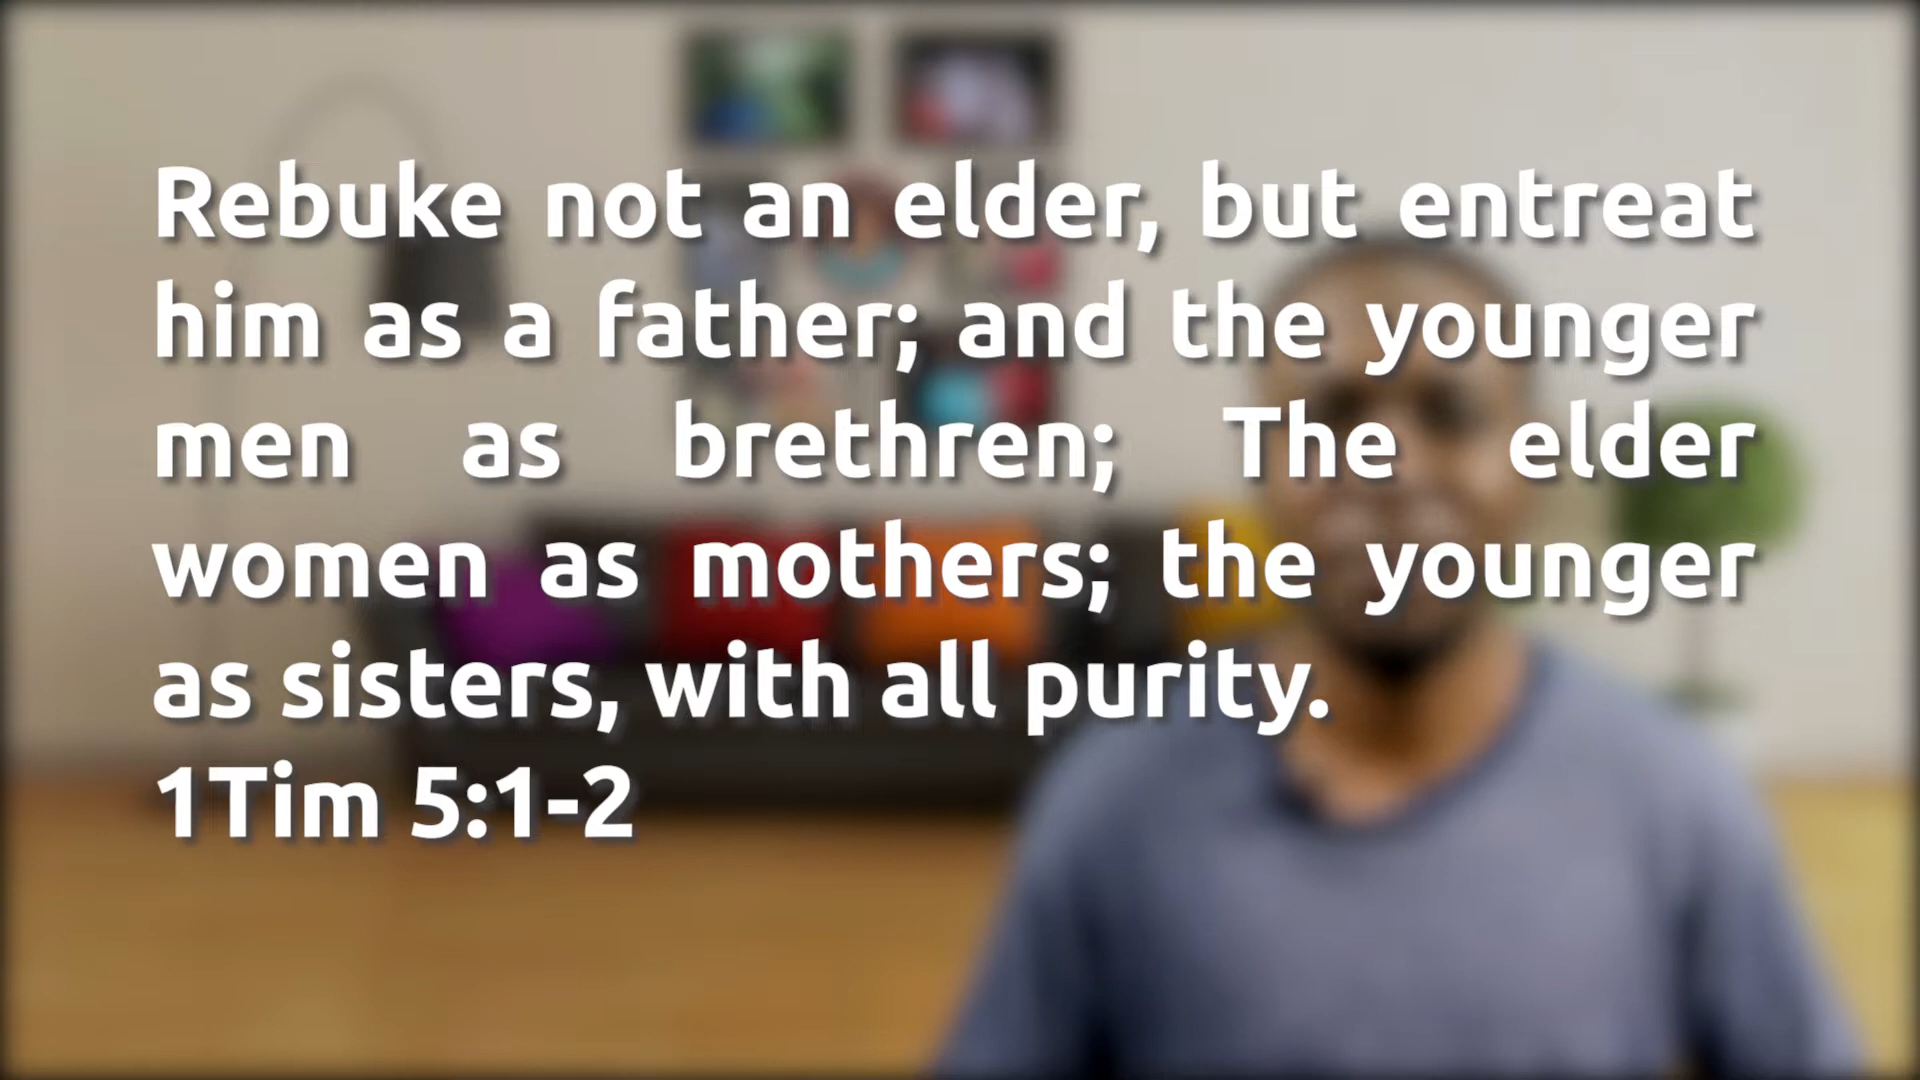 Rebuke not an elder, but entreat
him as a father; and the younger
men as brethren; The elder
women as mothers; the younger
as sisters, with all purity.
1Tim 5:1-2